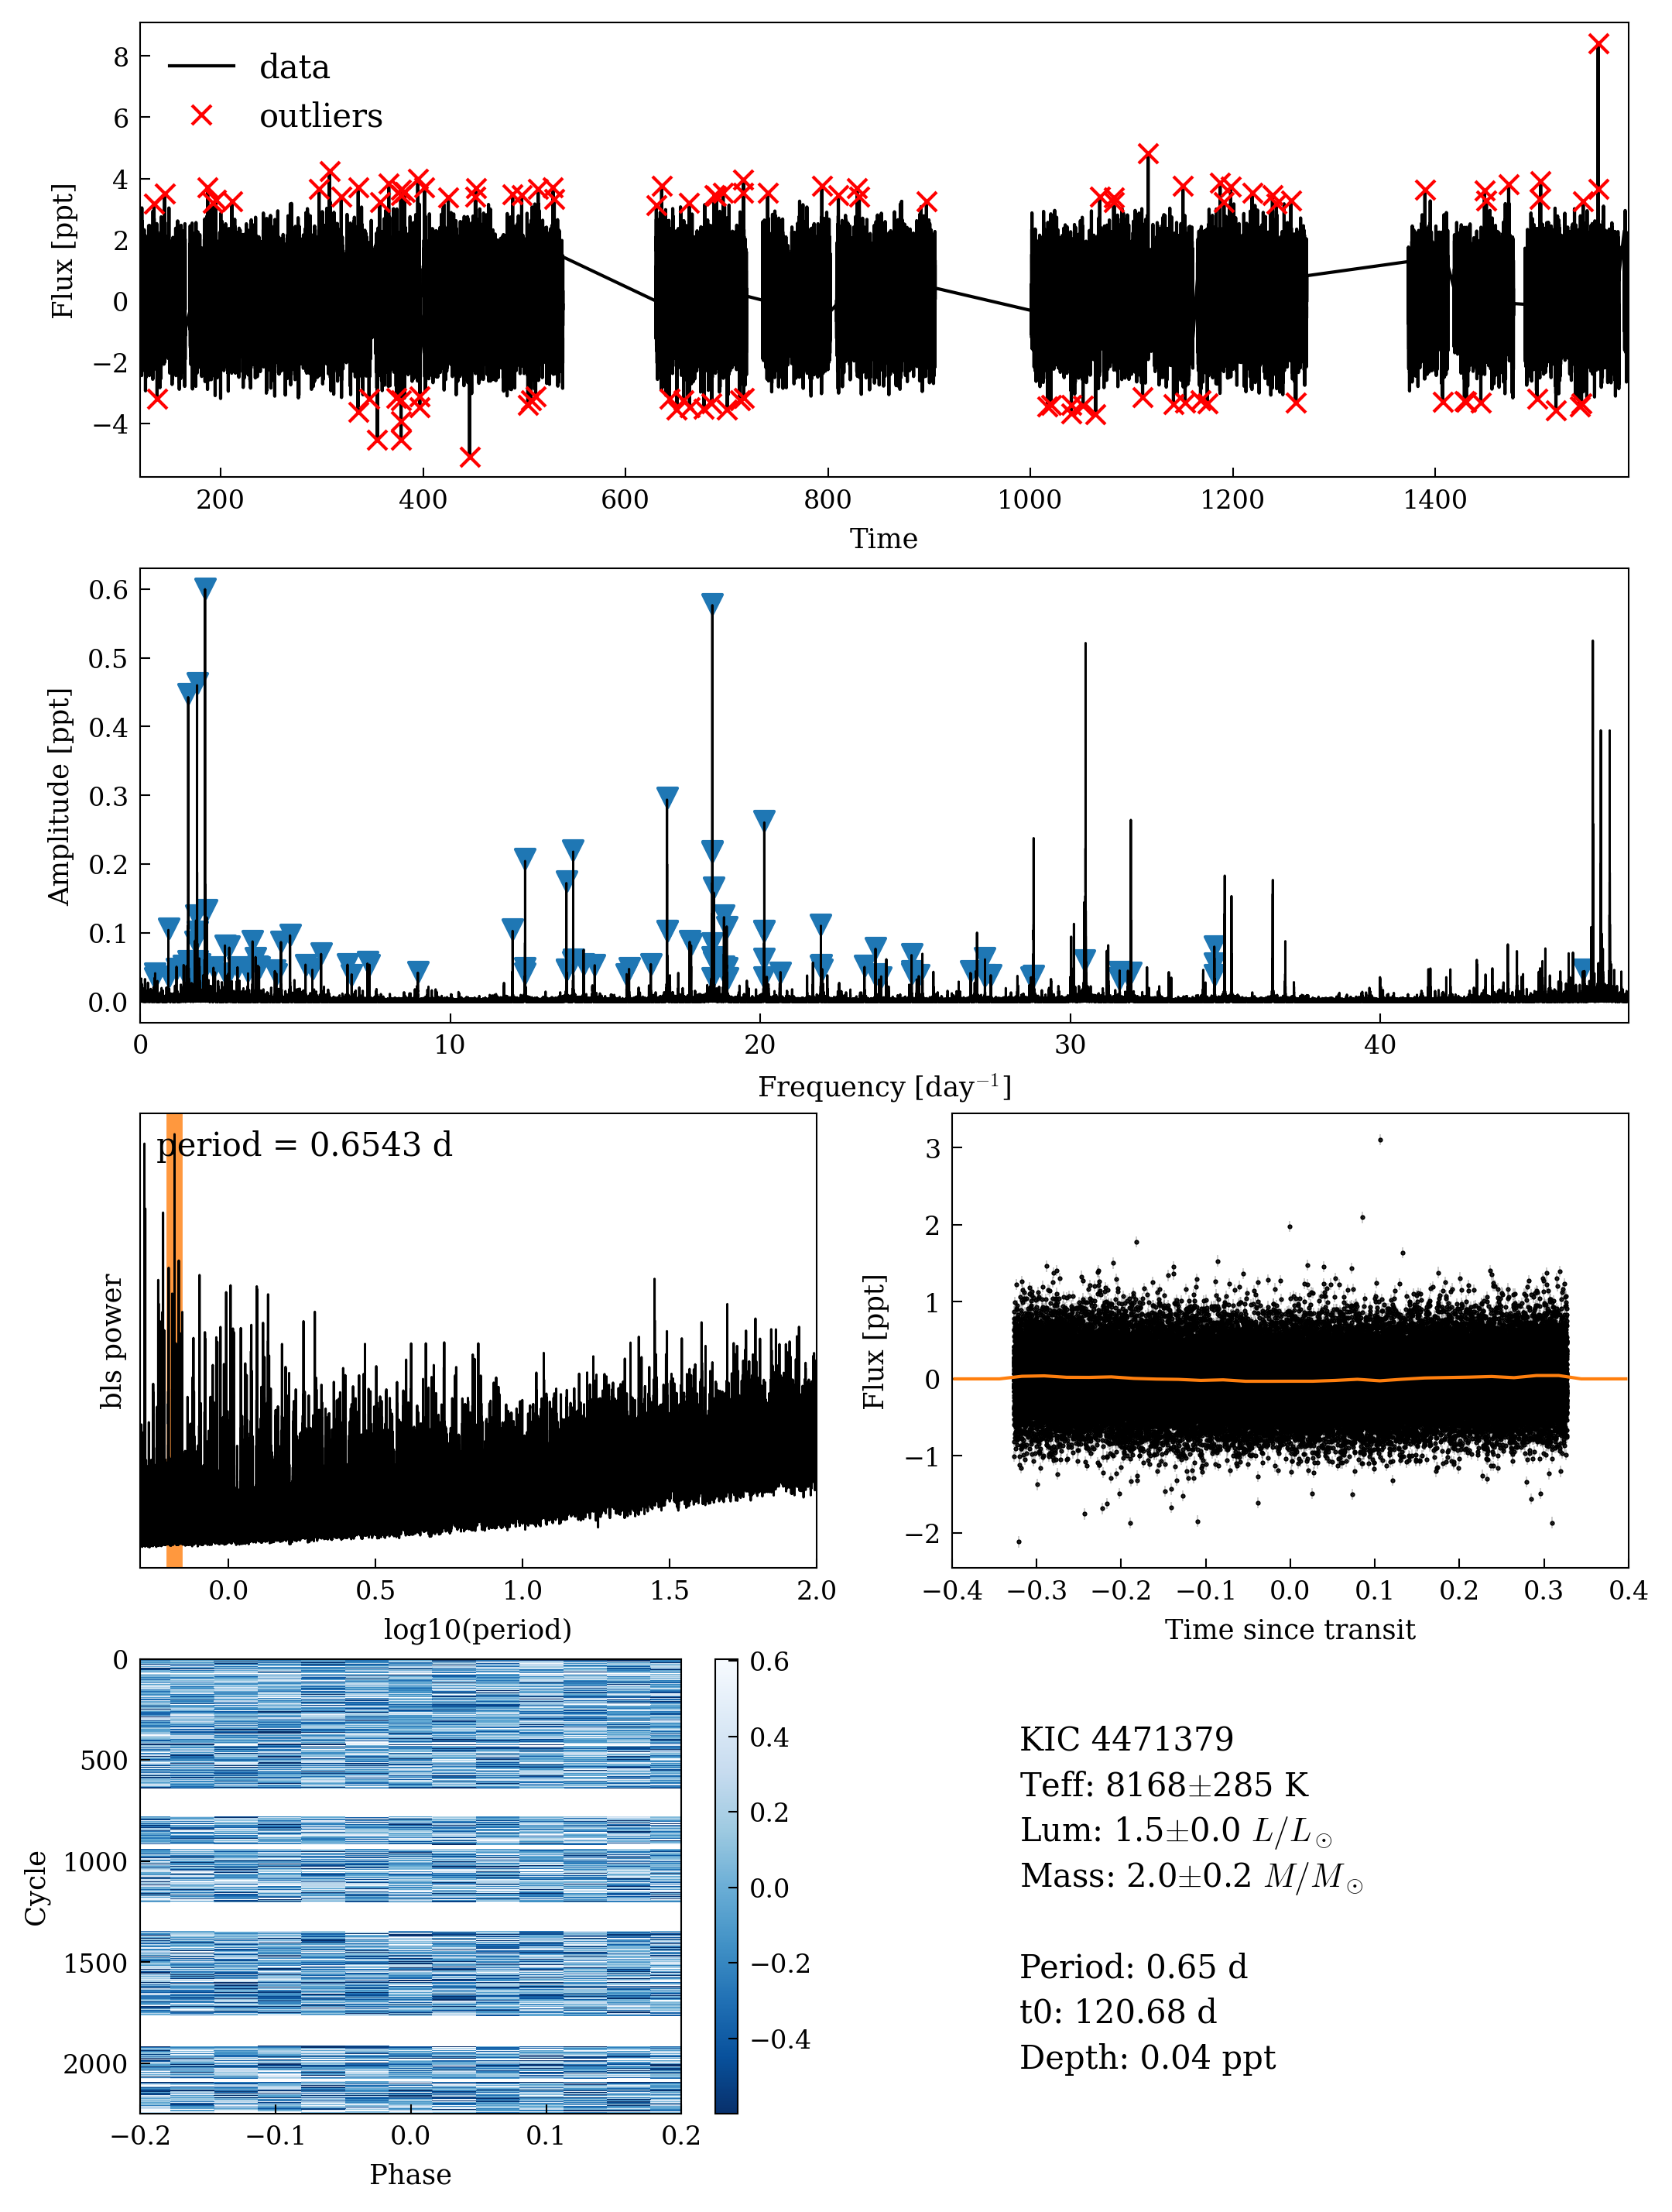 8
6
4
2
0
−2
−4
Flux [ppt]
data
outliers
200 400 600 800 1000 1200 1400
Time
0.6
0.5
0.4
0.3
0.2
0.1
0.0
Amplitude [ppt]
0 10 20 30 40
Frequency [day⁻¹]
period = 0.6543 d
bls power
0.0 0.5 1.0 1.5 2.0
log10(period)
3
2
1
0
−1
−2
Flux [ppt]
−0.4 −0.3 −0.2 −0.1 0.0 0.1 0.2 0.3 0.4
Time since transit
0
500
1000
1500
2000
Cycle
−0.2 −0.1 0.0 0.1 0.2
Phase
0.6
0.4
0.2
0.0
−0.2
−0.4
KIC 4471379
Teff: 8168±285 K
Lum: 1.5±0.0 L/L⊙
Mass: 2.0±0.2 M/M⊙
Period: 0.65 d
t0: 120.68 d
Depth: 0.04 ppt